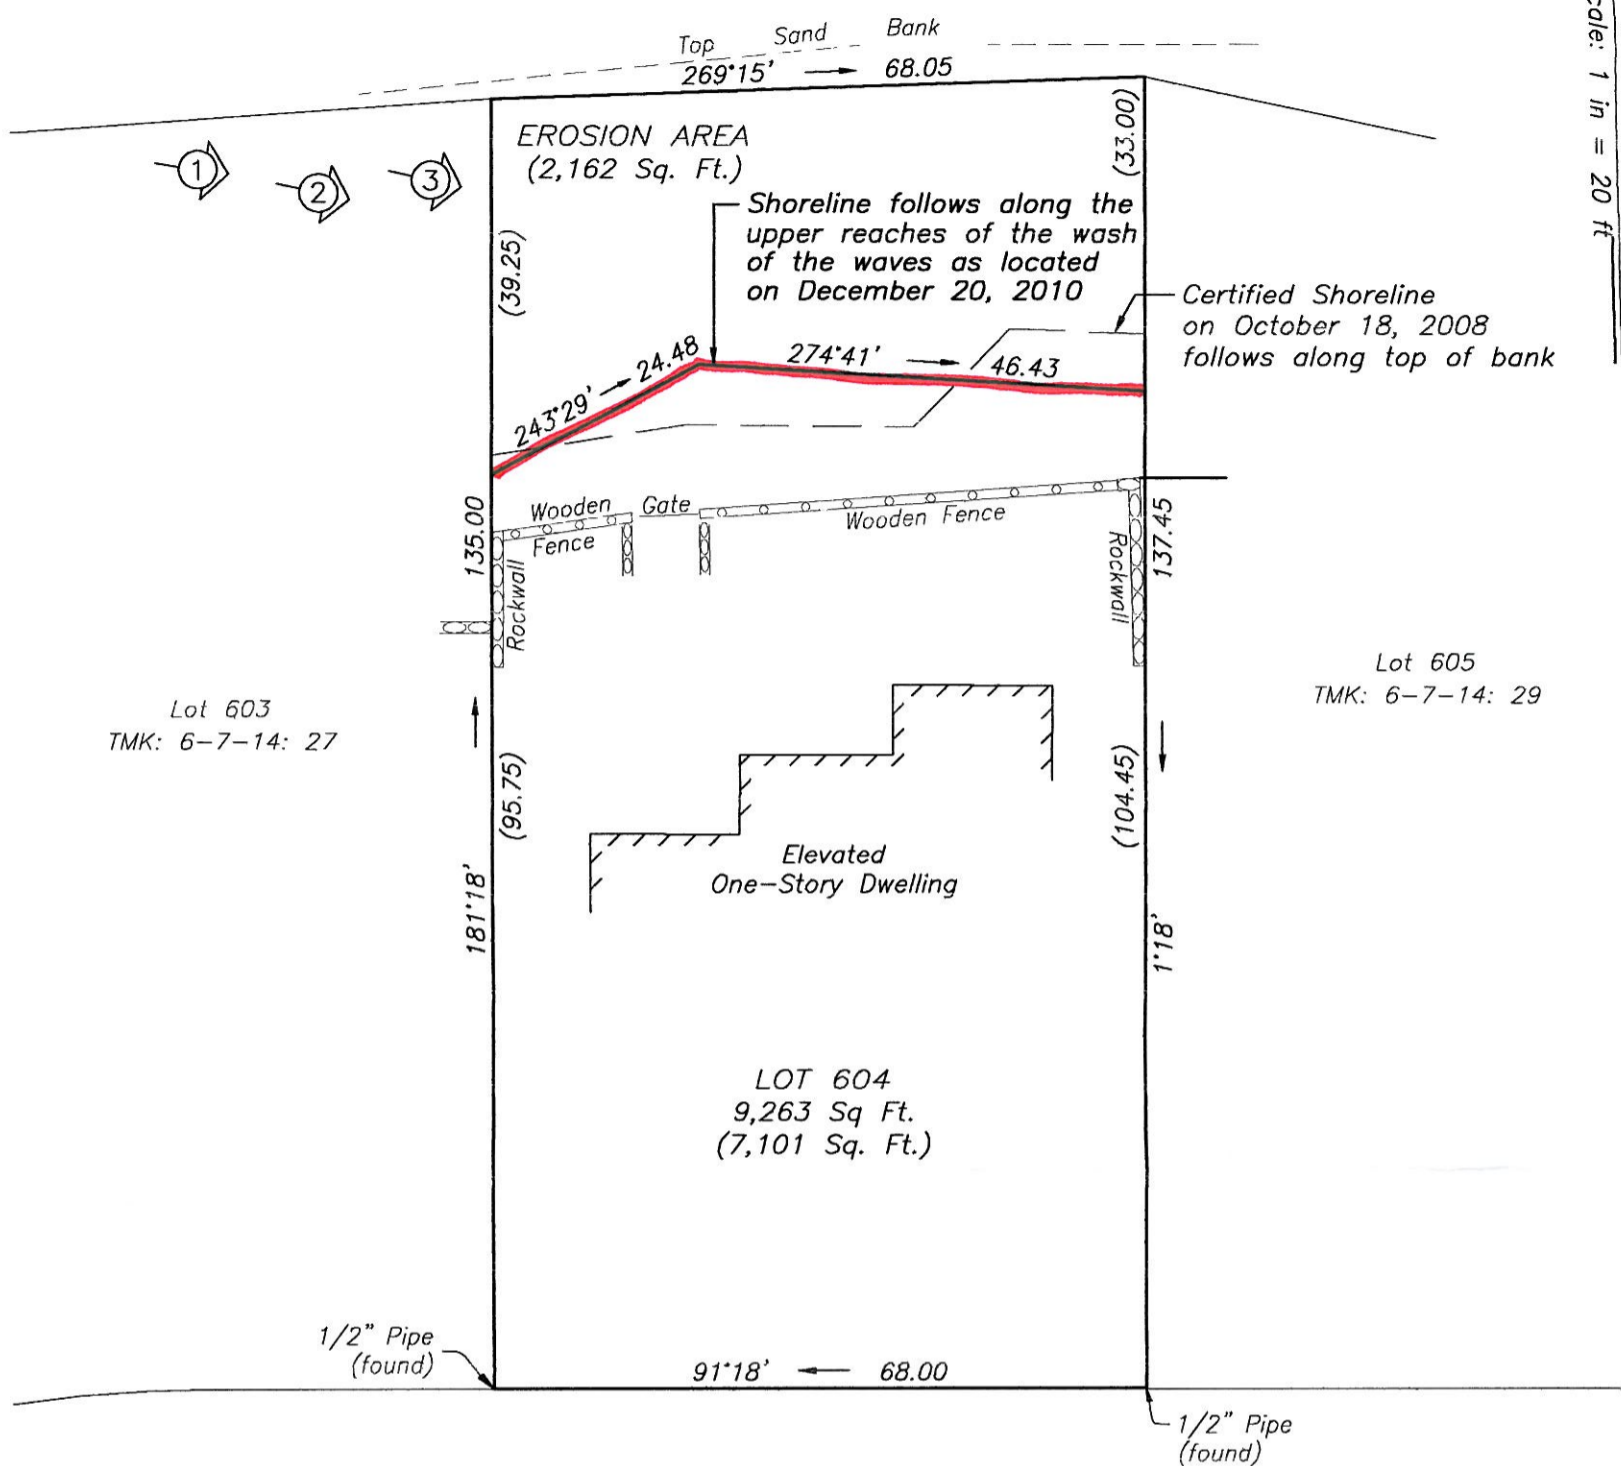 Top Sand Bank
269°15' 68.05
cale: 1 in = 20 ft
EROSION AREA
(2,162 Sq. Ft.)
(33.00)
1
2
3
(39.25)
Shoreline follows along the
upper reaches of the wash
of the waves as located
on December 20, 2010
Certified Shoreline
on October 18, 2008
follows along top of bank
243°29' 24.48
274°41' 46.43
135.00
Wooden Gate
Fence
Wooden Fence
137.45
Rockwall
Rockwall
Lot 603
TMK: 6-7-14: 27
Lot 605
TMK: 6-7-14: 29
(95.75)
(104.45)
Elevated
One-Story Dwelling
181°18'
1°18'
LOT 604
9,263 Sq Ft.
(7,101 Sq. Ft.)
1/2" Pipe
(found)
91°18' 68.00
1/2" Pipe
(found)